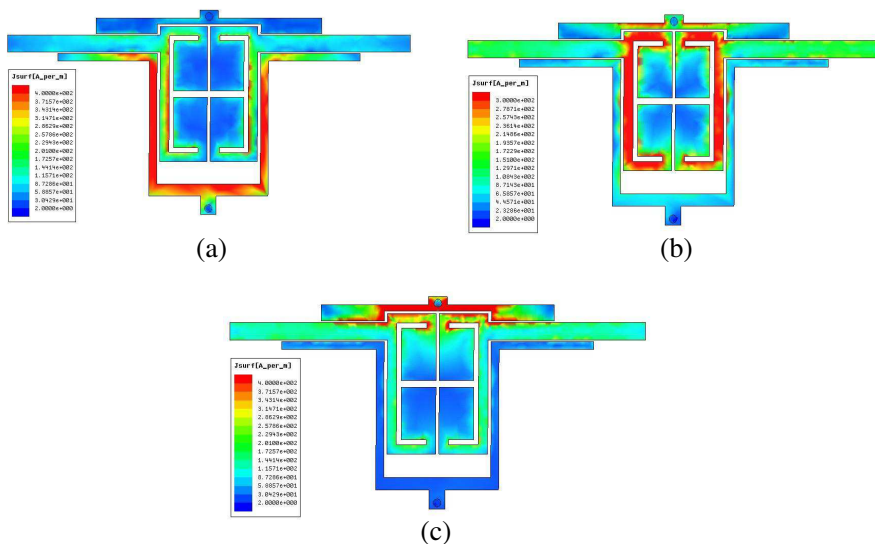 Jsurf[A_per_m]
4.0000e+002
3.7157e+002
3.4314e+002
3.1471e+002
2.8629e+002
2.5786e+002
2.2943e+002
2.0100e+002
1.7257e+002
1.4414e+002
1.1571e+002
8.7286e+001
5.8857e+001
3.0429e+001
2.0000e+000
(a)
Jsurf[A_per_m]
3.0000e+002
2.7871e+002
2.5743e+002
2.3614e+002
2.1486e+002
1.9357e+002
1.7229e+002
1.5100e+002
1.2971e+002
1.0843e+002
8.7143e+001
6.5857e+001
4.4571e+001
2.3286e+001
2.0000e+000
(b)
Jsurf[A_per_m]
4.0000e+002
3.7157e+002
3.4314e+002
3.1471e+002
2.8629e+002
2.5786e+002
2.2943e+002
2.0100e+002
1.7257e+002
1.4414e+002
1.1571e+002
8.7286e+001
5.8857e+001
3.0429e+001
2.0000e+000
(c)